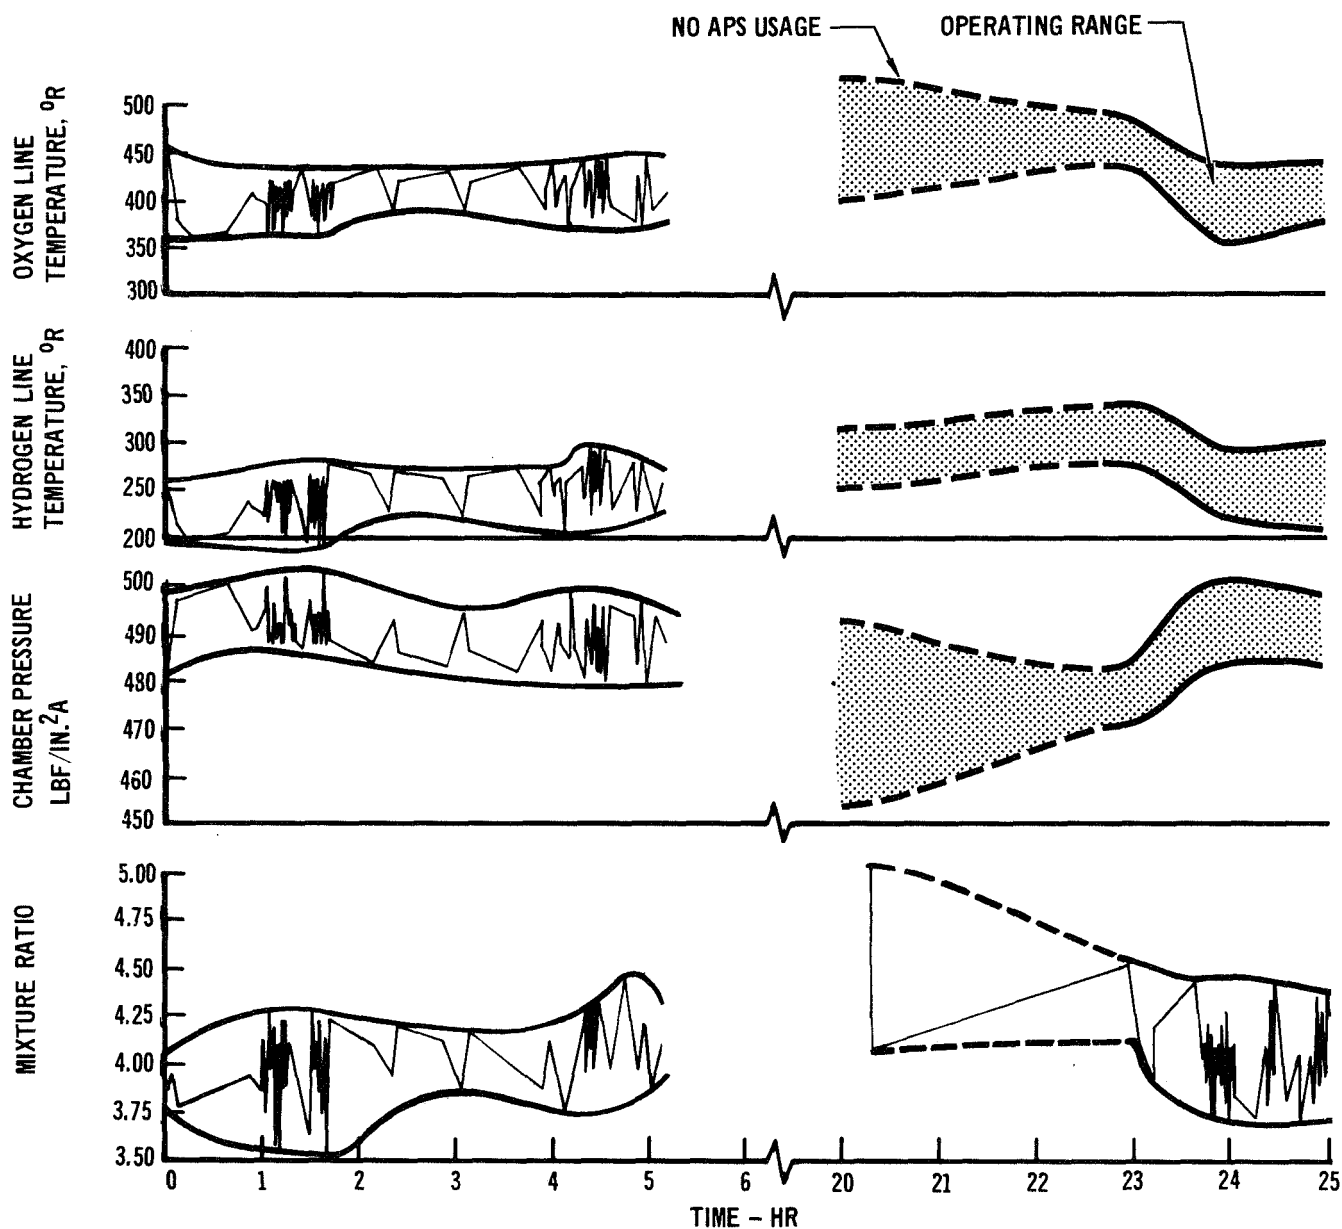 NO APS USAGE
OPERATING RANGE
OXYGEN LINE
TEMPERATURE, °R
500
450
400
350
300
HYDROGEN LINE
TEMPERATURE, °R
400
350
300
250
200
CHAMBER PRESSURE
LBF/IN.²A
500
490
480
470
460
450
MIXTURE RATIO
5.00
4.75
4.50
4.25
4.00
3.75
3.50
0 1 2 3 4 5 6 20 21 22 23 24 25
TIME – HR